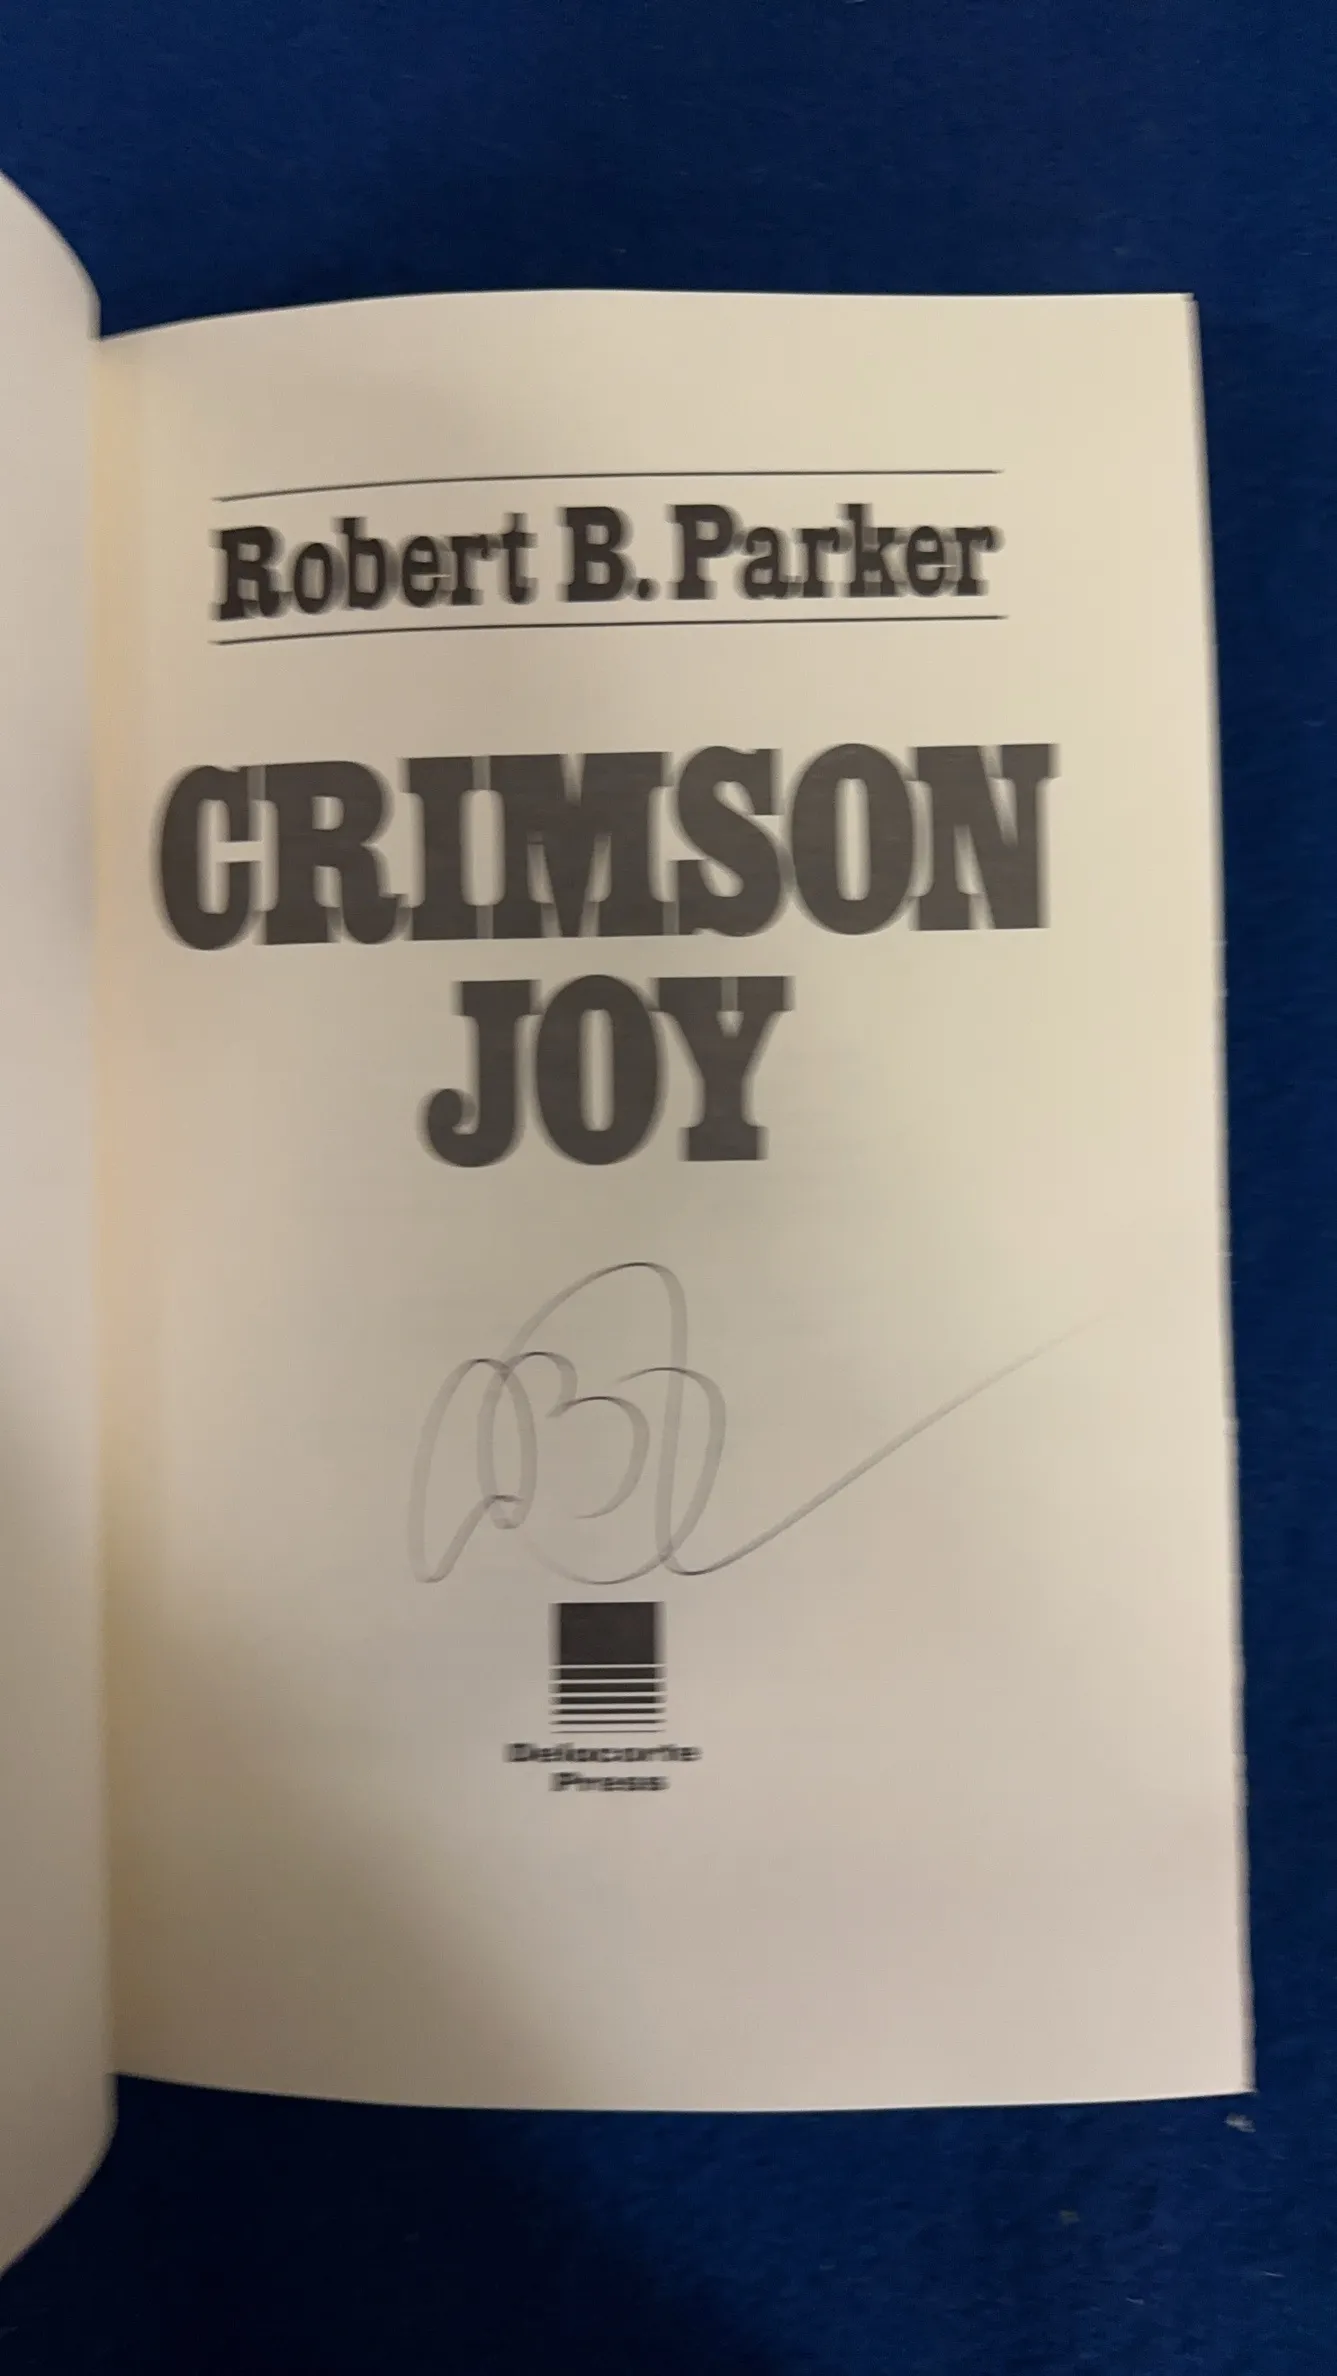 Robert B. Parker
CRIMSON
JOY
Delacorte
Press